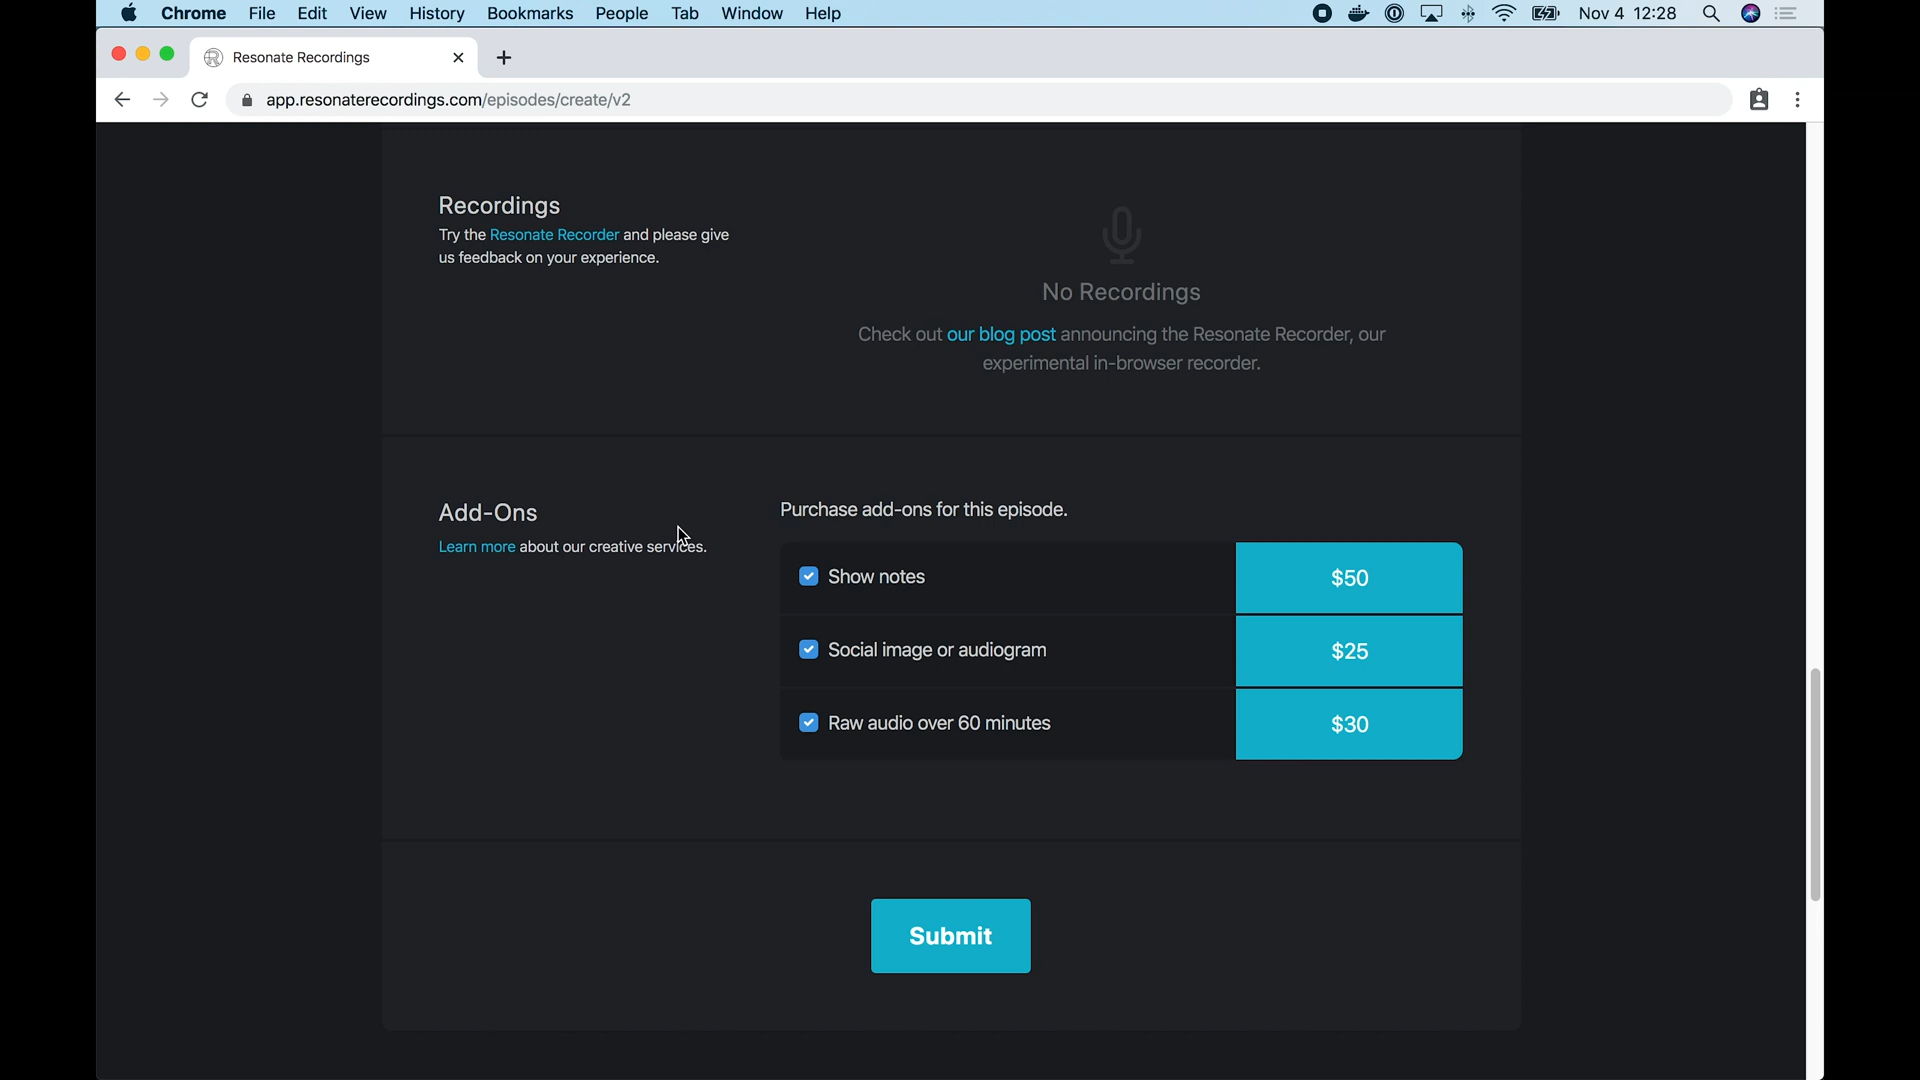 Chrome File Edit View History Bookmarks People Tab Window Help Nov 4 12:28
Resonate Recordings
app.resonaterecordings.com/episodes/create/v2
Recordings
Try the Resonate Recorder and please give
us feedback on your experience.
No Recordings
Check out our blog post announcing the Resonate Recorder, our
experimental in-browser recorder.
Add-Ons
Learn more about our creative services.
Purchase add-ons for this episode.
Show notes $50
Social image or audiogram $25
Raw audio over 60 minutes $30
Submit